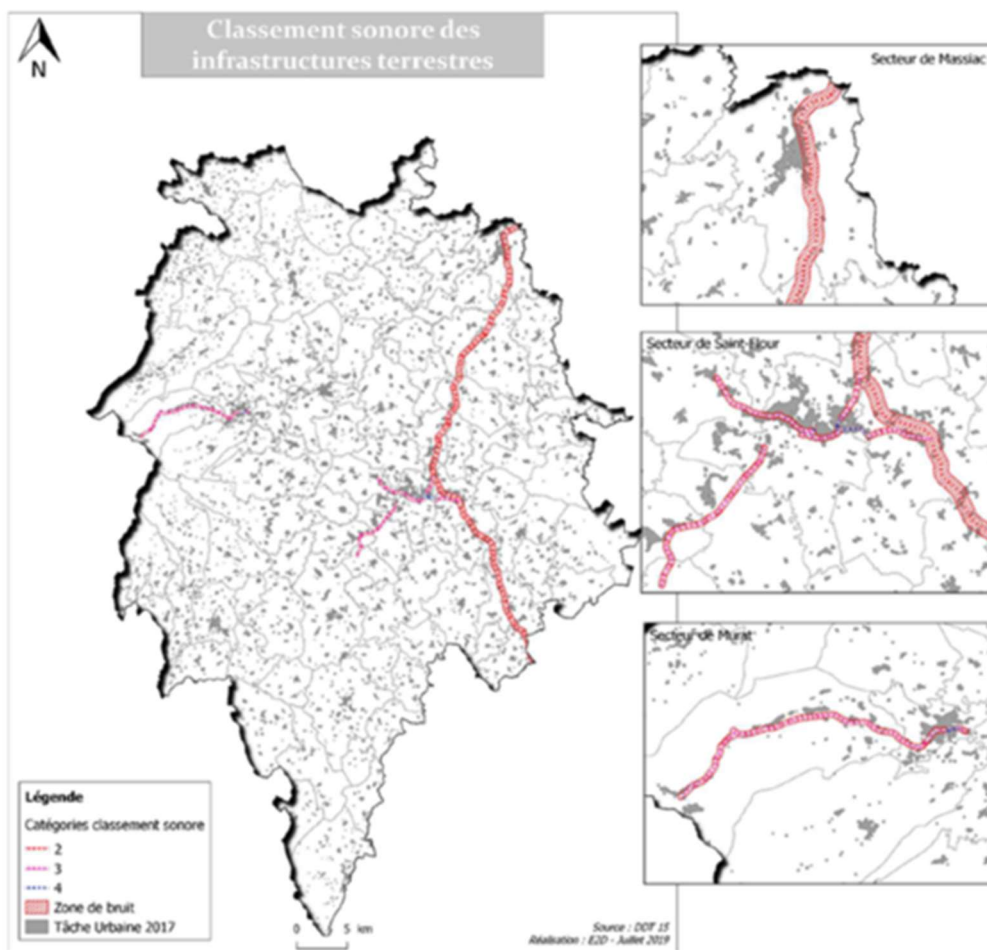 Classement sonore des
infrastructures terrestres
N
Secteur de Massiac
Secteur de Saint-Flour
Secteur de Murat
Légende
Catégories classement sonore
2
3
4
Zone de bruit
Tâche Urbaine 2017
0 5 km
Source : DDT 15
Réalisation : E2D - Juillet 2019